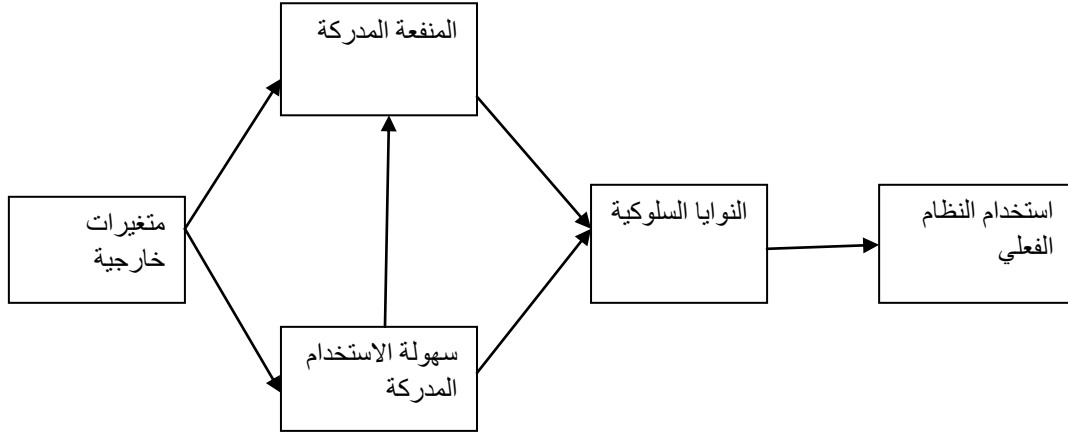 المنفعة المدركة
متغيرات
خارجية
سهولة الاستخدام
المدركة
النوايا السلوكية
استخدام النظام
الفعلي